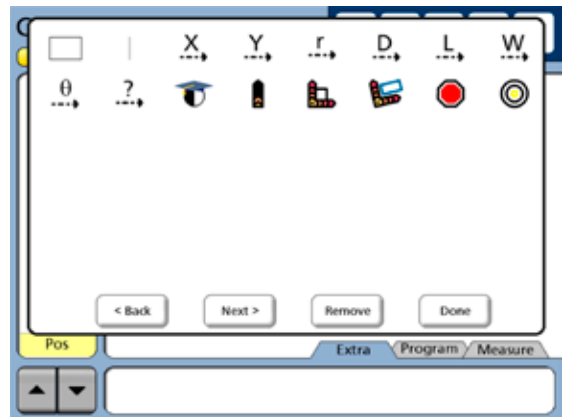 X Y r D L W
θ ?
< Back Next > Remove Done
Pos
Extra Program Measure